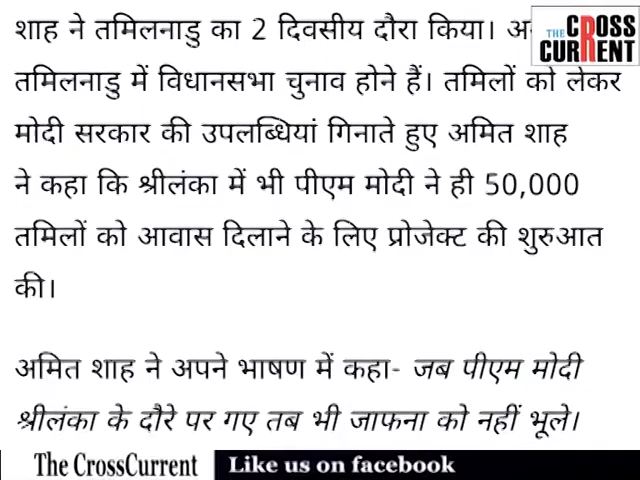 शाह ने तमिलनाडु का 2 दिवसीय दौरा किया।
THE CROSS CURRENT
तमिलनाडु में विधानसभा चुनाव होने हैं। तमिलों को लेकर
मोदी सरकार की उपलब्धियां गिनाते हुए अमित शाह
ने कहा कि श्रीलंका में भी पीएम मोदी ने ही 50,000
तमिलों को आवास दिलाने के लिए प्रोजेक्ट की शुरुआत
की।
अमित शाह ने अपने भाषण में कहा- जब पीएम मोदी
श्रीलंका के दौरे पर गए तब भी जाफना को नहीं भूले।
The CrossCurrent Like us on facebook